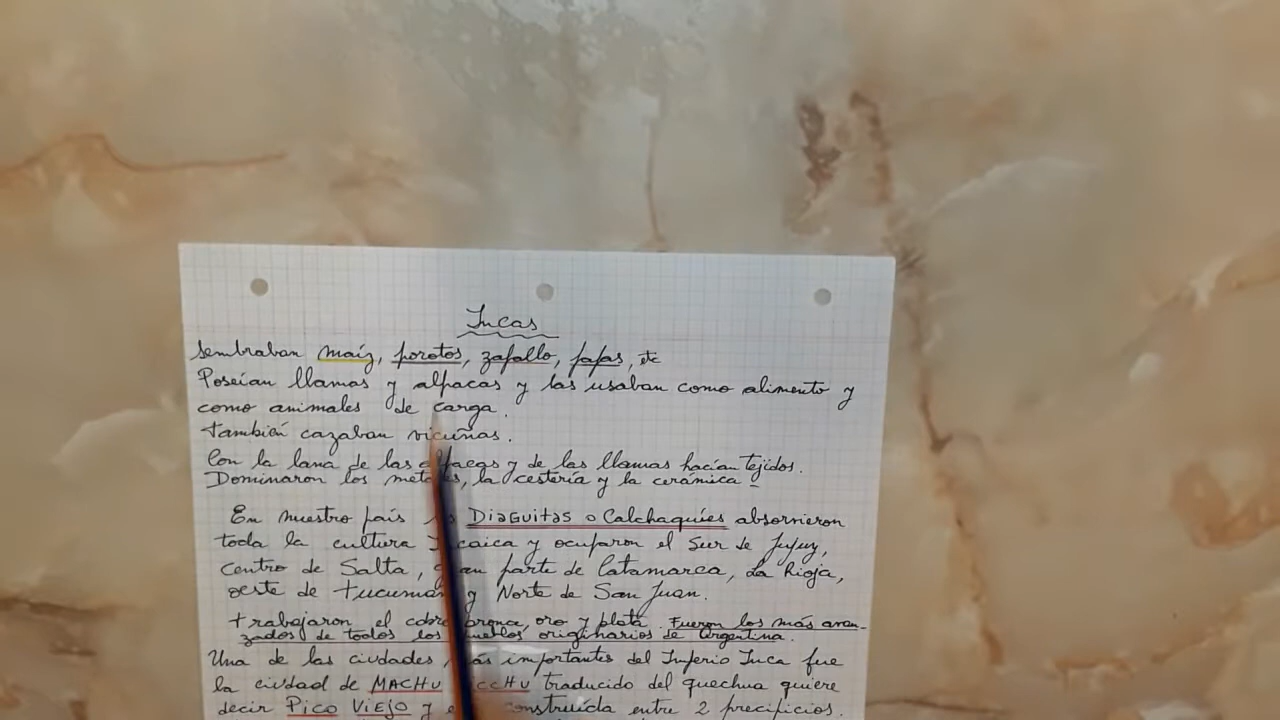 Incas
Sembraban maíz, porotos, zapallo, papas, etc
Poseían llamas y alpacas y las usaban como alimento y
como animales de carga.
También cazaban vicuñas.
Con la lana de las alpacas y de las llamas hacían tejidos.
Dominaron los metales, la cestería y la cerámica
En nuestro país Diaguitas o Calchaquíes absorvieron
toda la cultura Incaica y ocuparon el Sur de Jujuy,
centro de Salta, gran parte de Catamarca, La Rioja,
oeste de Tucumán y Norte de San Juan.
trabajaron el cobre, bronce, oro y plata. Fueron los más avan-
zados de todos los pueblos originarios de Argentina.
Una de las ciudades más importantes del Imperio Inca fue
la ciudad de MACHU PICCHU traducido del quechua quiere
decir PICO VIEJO y construida entre 2 precipicios.